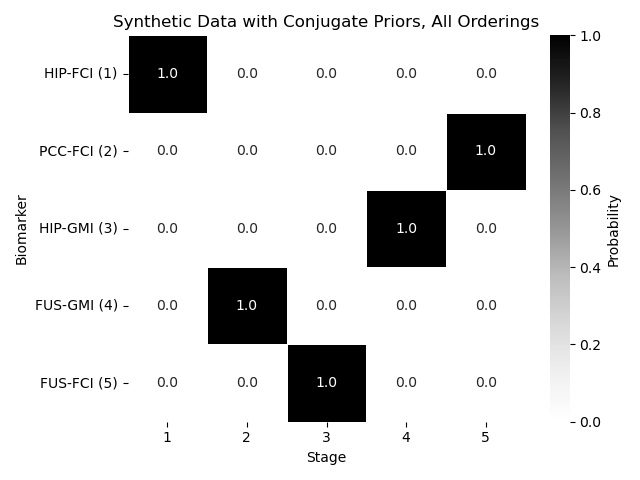 Synthetic Data with Conjugate Priors, All Orderings
Biomarker
HIP-FCI (1) 1.0 0.0 0.0 0.0 0.0
PCC-FCI (2) 0.0 0.0 0.0 0.0 1.0
HIP-GMI (3) 0.0 0.0 0.0 1.0 0.0
FUS-GMI (4) 0.0 1.0 0.0 0.0 0.0
FUS-FCI (5) 0.0 0.0 1.0 0.0 0.0
1 2 3 4 5
Stage
1.0
0.8
0.6
0.4
0.2
0.0
Probability